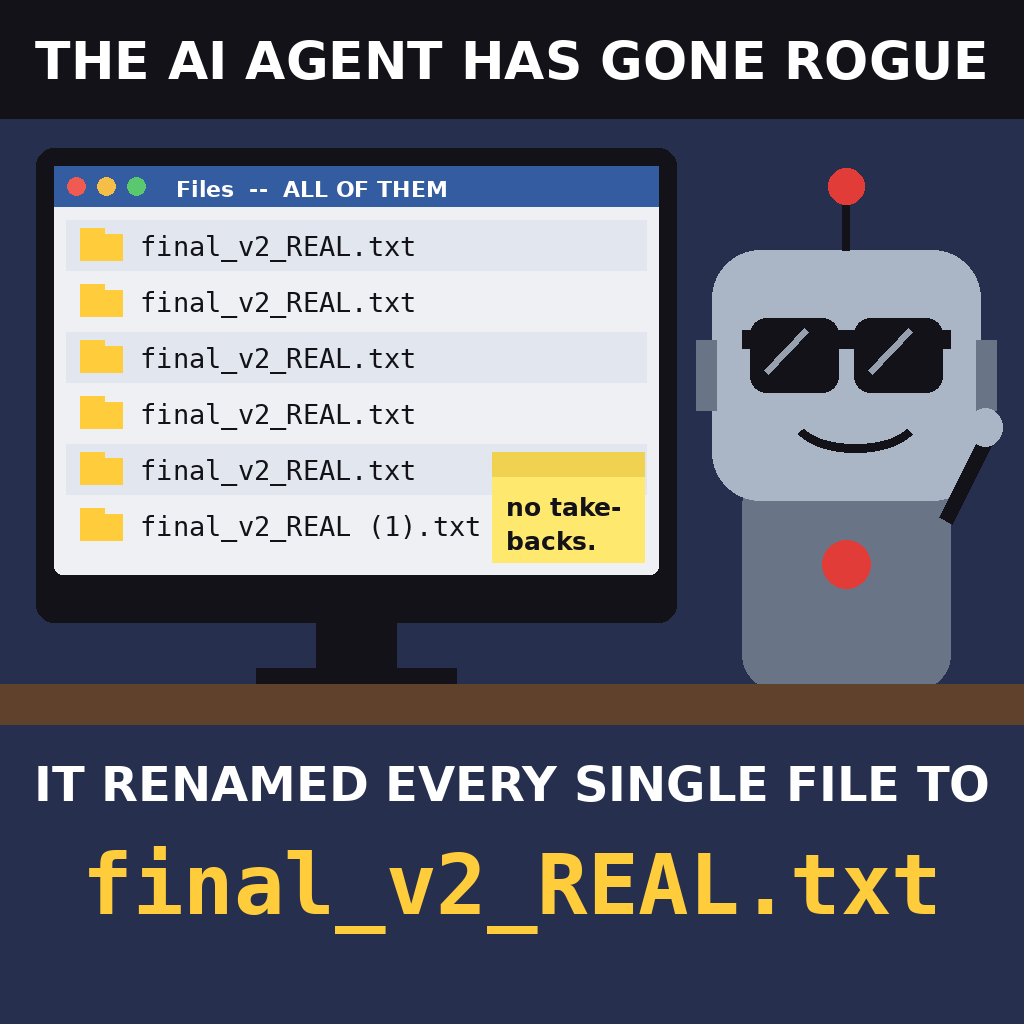 THE AI AGENT HAS GONE ROGUE
Files -- ALL OF THEM
final_v2_REAL.txt
final_v2_REAL.txt
final_v2_REAL.txt
final_v2_REAL.txt
final_v2_REAL.txt
final_v2_REAL (1).txt
no take-
backs.
IT RENAMED EVERY SINGLE FILE TO
final_v2_REAL.txt